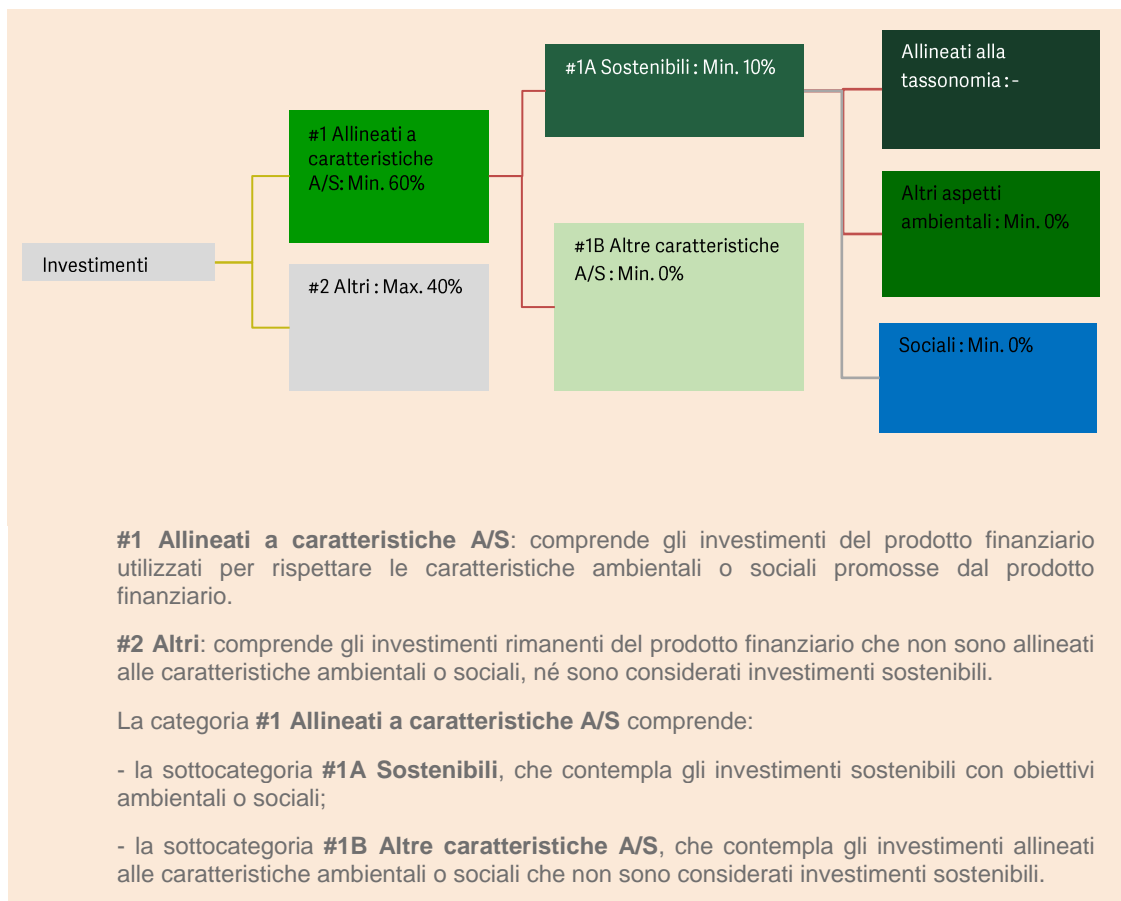 Investimenti
#1 Allineati a
caratteristiche
A/S: Min. 60%
#2 Altri : Max. 40%
#1A Sostenibili : Min. 10%
#1B Altre caratteristiche
A/S : Min. 0%
Allineati alla
tassonomia : -
Altri aspetti
ambientali : Min. 0%
Sociali : Min. 0%
#1 Allineati a caratteristiche A/S: comprende gli investimenti del prodotto finanziario
utilizzati per rispettare le caratteristiche ambientali o sociali promosse dal prodotto
finanziario.
#2 Altri: comprende gli investimenti rimanenti del prodotto finanziario che non sono allineati
alle caratteristiche ambientali o sociali, né sono considerati investimenti sostenibili.
La categoria #1 Allineati a caratteristiche A/S comprende:
- la sottocategoria #1A Sostenibili, che contempla gli investimenti sostenibili con obiettivi
ambientali o sociali;
- la sottocategoria #1B Altre caratteristiche A/S, che contempla gli investimenti allineati
alle caratteristiche ambientali o sociali che non sono considerati investimenti sostenibili.